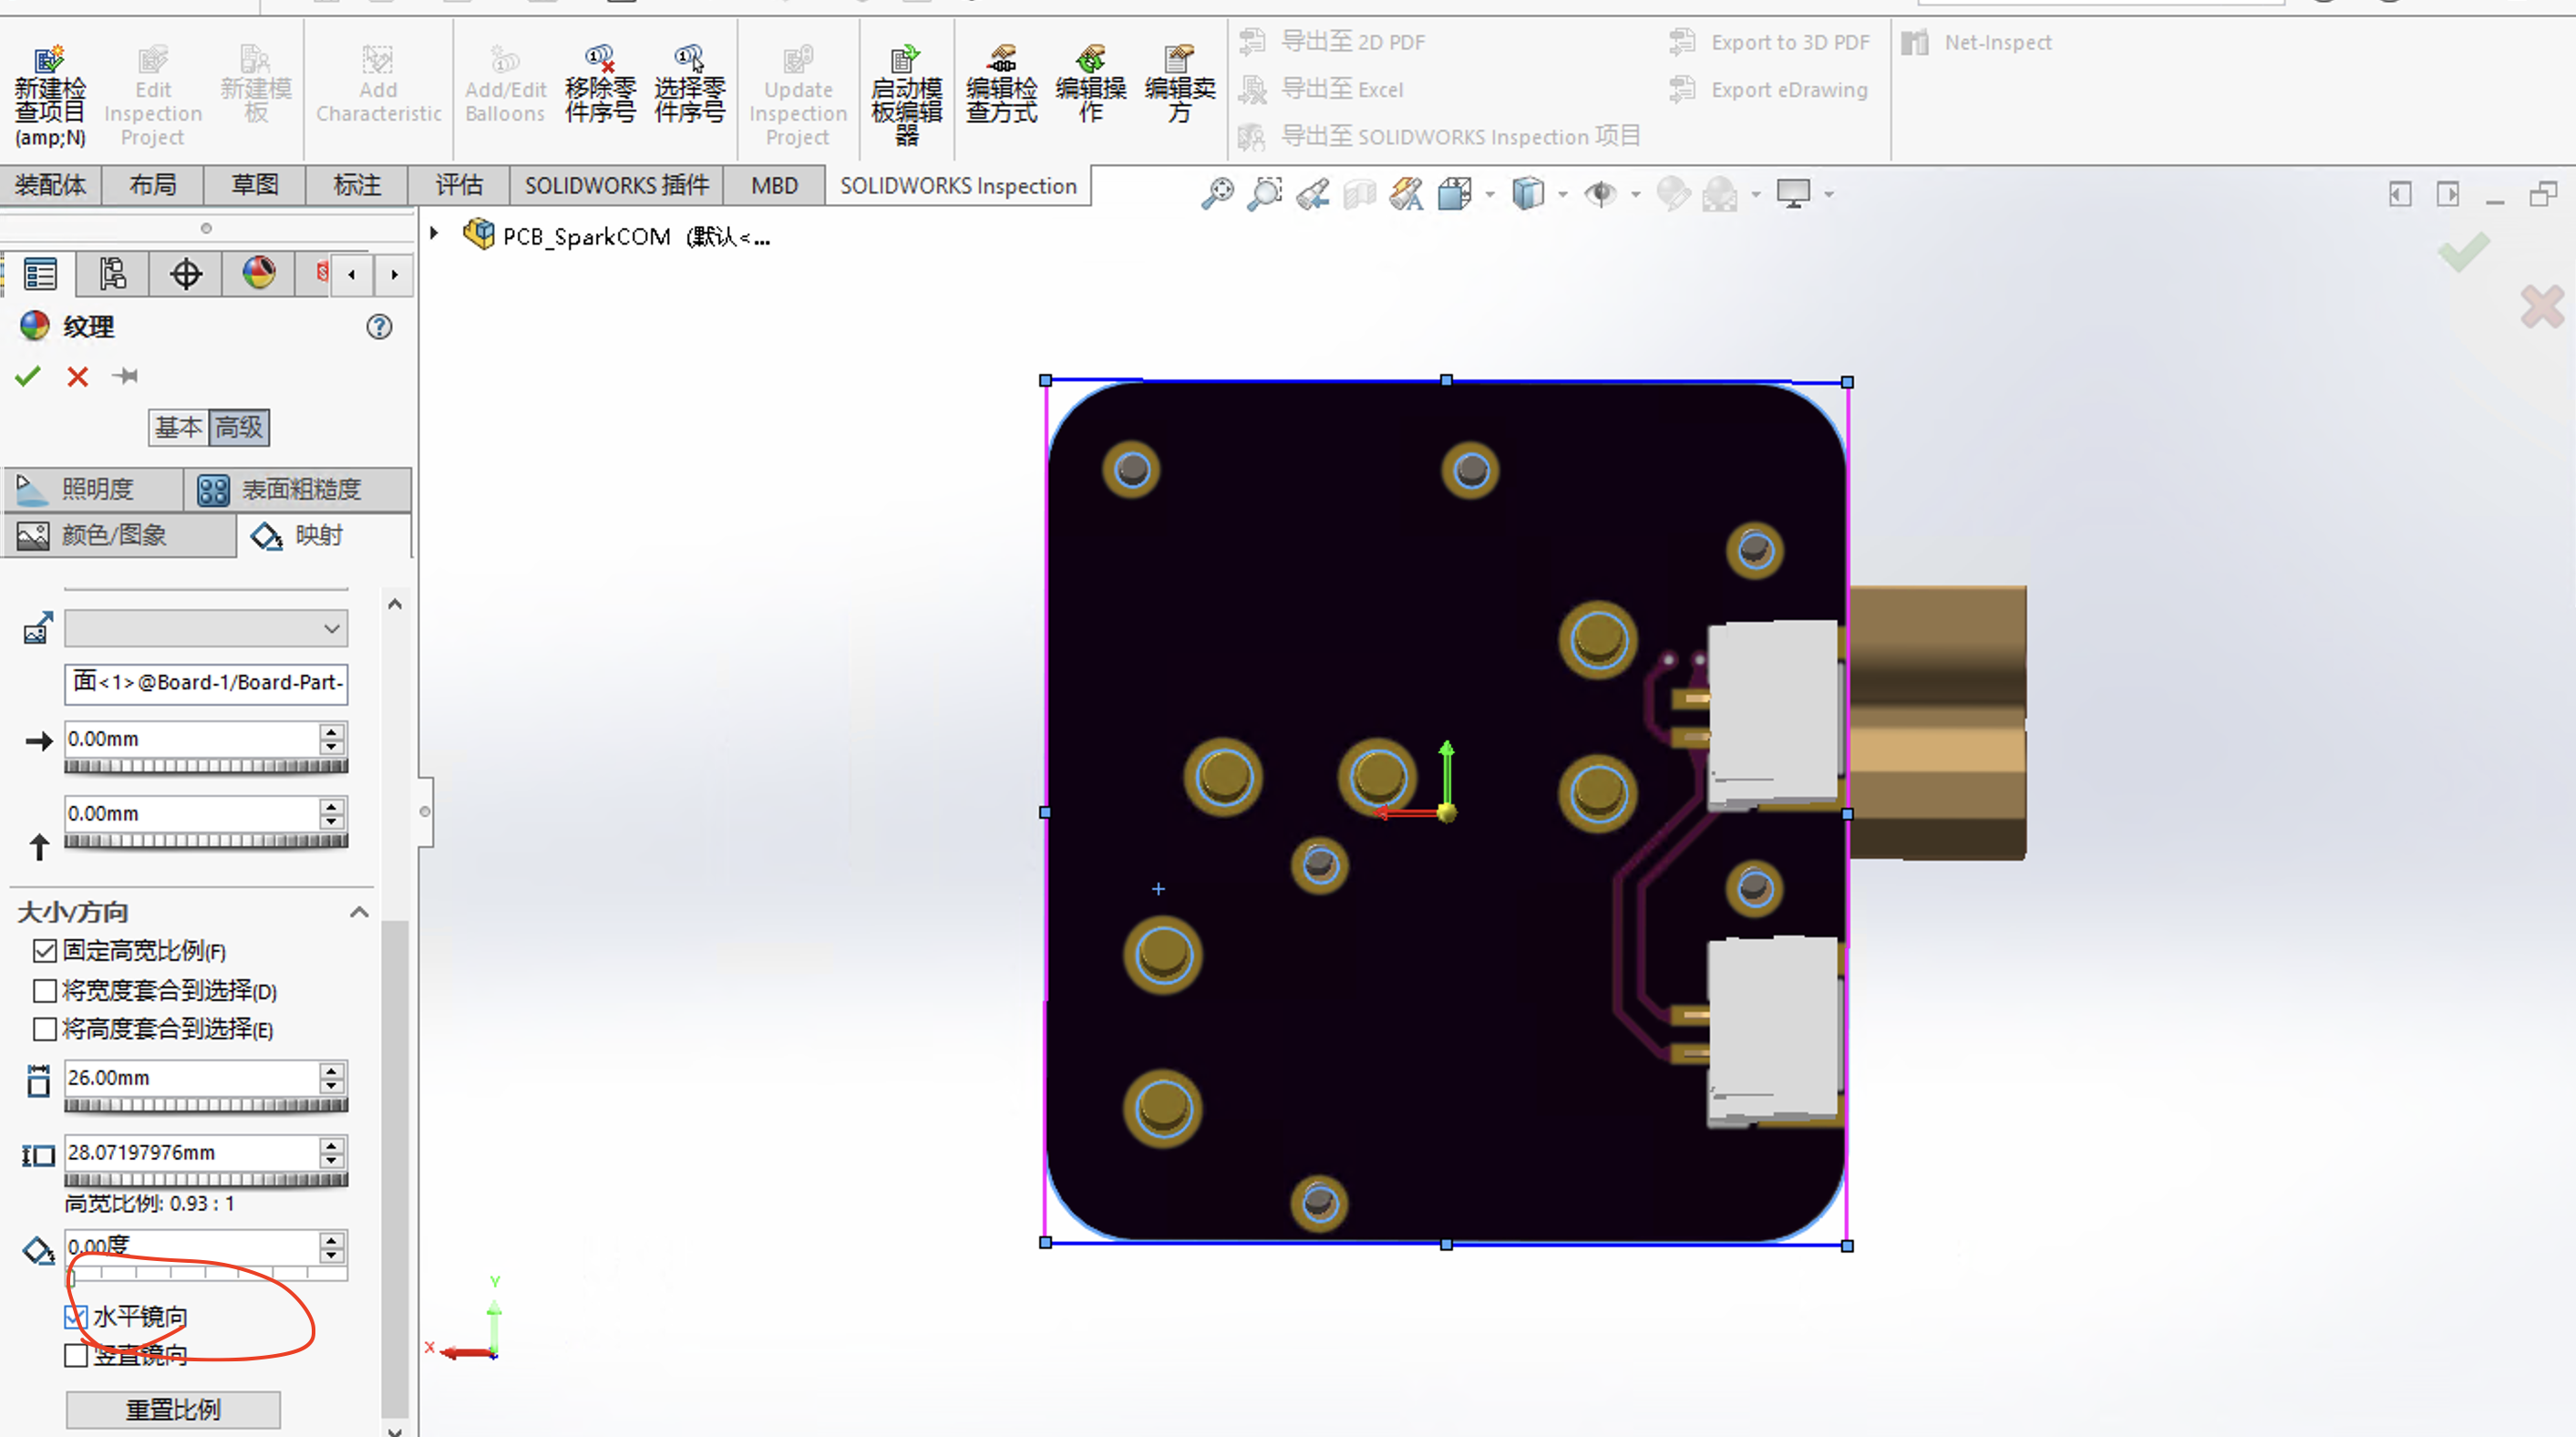 新建检
查项目
(amp;N)
Edit
Inspection
Project
新建模
板
Add
Characteristic
Add/Edit
Balloons
移除零
件序号
选择零
件序号
Update
Inspection
Project
启动模
板编辑
器
编辑检
查方式
编辑操
作
编辑卖
方
导出至 2D PDF
导出至 Excel
导出至 SOLIDWORKS Inspection 项目
Export to 3D PDF
Export eDrawing
Net-Inspect
装配体 布局 草图 标注 评估 SOLIDWORKS 插件 MBD SOLIDWORKS Inspection
PCB_SparkCOM (默认<...
纹理
基本 高级
照明度 表面粗糙度
颜色/图象 映射
面<1>@Board-1/Board-Part-
0.00mm
0.00mm
大小/方向
固定高宽比例(F)
将宽度套合到选择(D)
将高度套合到选择(E)
26.00mm
28.07197976mm
高宽比例: 0.93 : 1
0.00度
水平镜向
竖直镜向
重置比例
Y
X